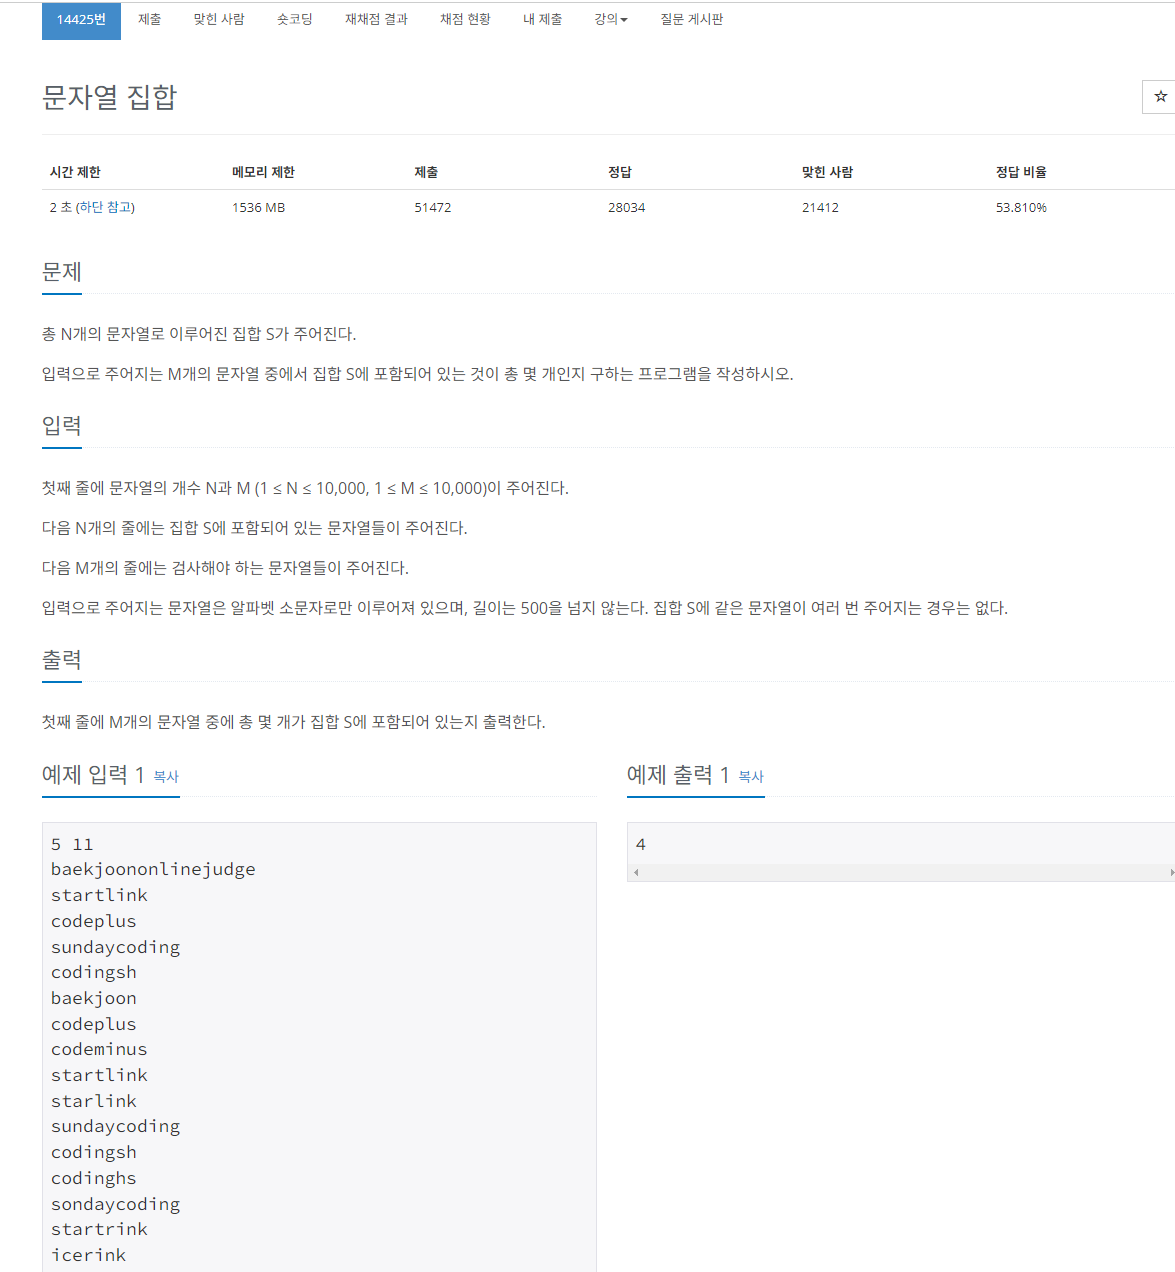 14425번 제출 맞힌 사람 숏코딩 재채점 결과 채점 현황 내 제출 강의 질문 게시판
문자열 집합
시간 제한 메모리 제한 제출 정답 맞힌 사람 정답 비율
2 초 (하단 참고) 1536 MB 51472 28034 21412 53.810%
문제
총 N개의 문자열로 이루어진 집합 S가 주어진다.
입력으로 주어지는 M개의 문자열 중에서 집합 S에 포함되어 있는 것이 총 몇 개인지 구하는 프로그램을 작성하시오.
입력
첫째 줄에 문자열의 개수 N과 M (1 ≤ N ≤ 10,000, 1 ≤ M ≤ 10,000)이 주어진다.
다음 N개의 줄에는 집합 S에 포함되어 있는 문자열들이 주어진다.
다음 M개의 줄에는 검사해야 하는 문자열들이 주어진다.
입력으로 주어지는 문자열은 알파벳 소문자로만 이루어져 있으며, 길이는 500을 넘지 않는다. 집합 S에 같은 문자열이 여러 번 주어지는 경우는 없다.
출력
첫째 줄에 M개의 문자열 중에 총 몇 개가 집합 S에 포함되어 있는지 출력한다.
예제 입력 1 복사
5 11
baekjoononlinejudge
startlink
codeplus
sundaycoding
codingsh
baekjoon
codeplus
codeminus
startlink
starlink
sundaycoding
codingsh
codinghs
sondaycoding
startrink
icerink
예제 출력 1 복사
4